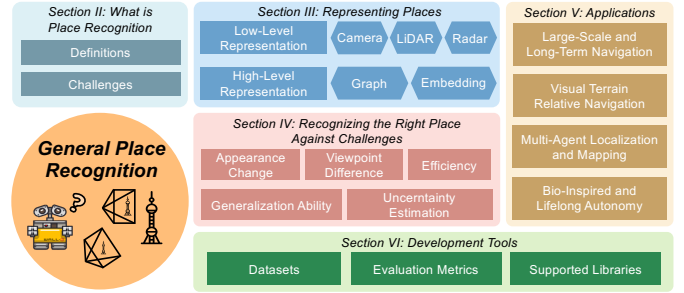 Section II: What is
Place Recognition
Definitions
Challenges
Section III: Representing Places
Low-Level
Representation
Camera
LiDAR
Radar
High-Level
Representation
Graph
Embedding
Section V: Applications
Large-Scale and
Long-Term Navigation
Visual Terrain
Relative Navigation
Multi-Agent Localization
and Mapping
Bio-Inspired and
Lifelong Autonomy
General Place
Recognition
?
Section IV: Recognizing the Right Place
Against Challenges
Appearance
Change
Viewpoint
Difference
Efficiency
Generalization Ability
Uncertainty
Estimation
Section VI: Development Tools
Datasets
Evaluation Metrics
Supported Libraries